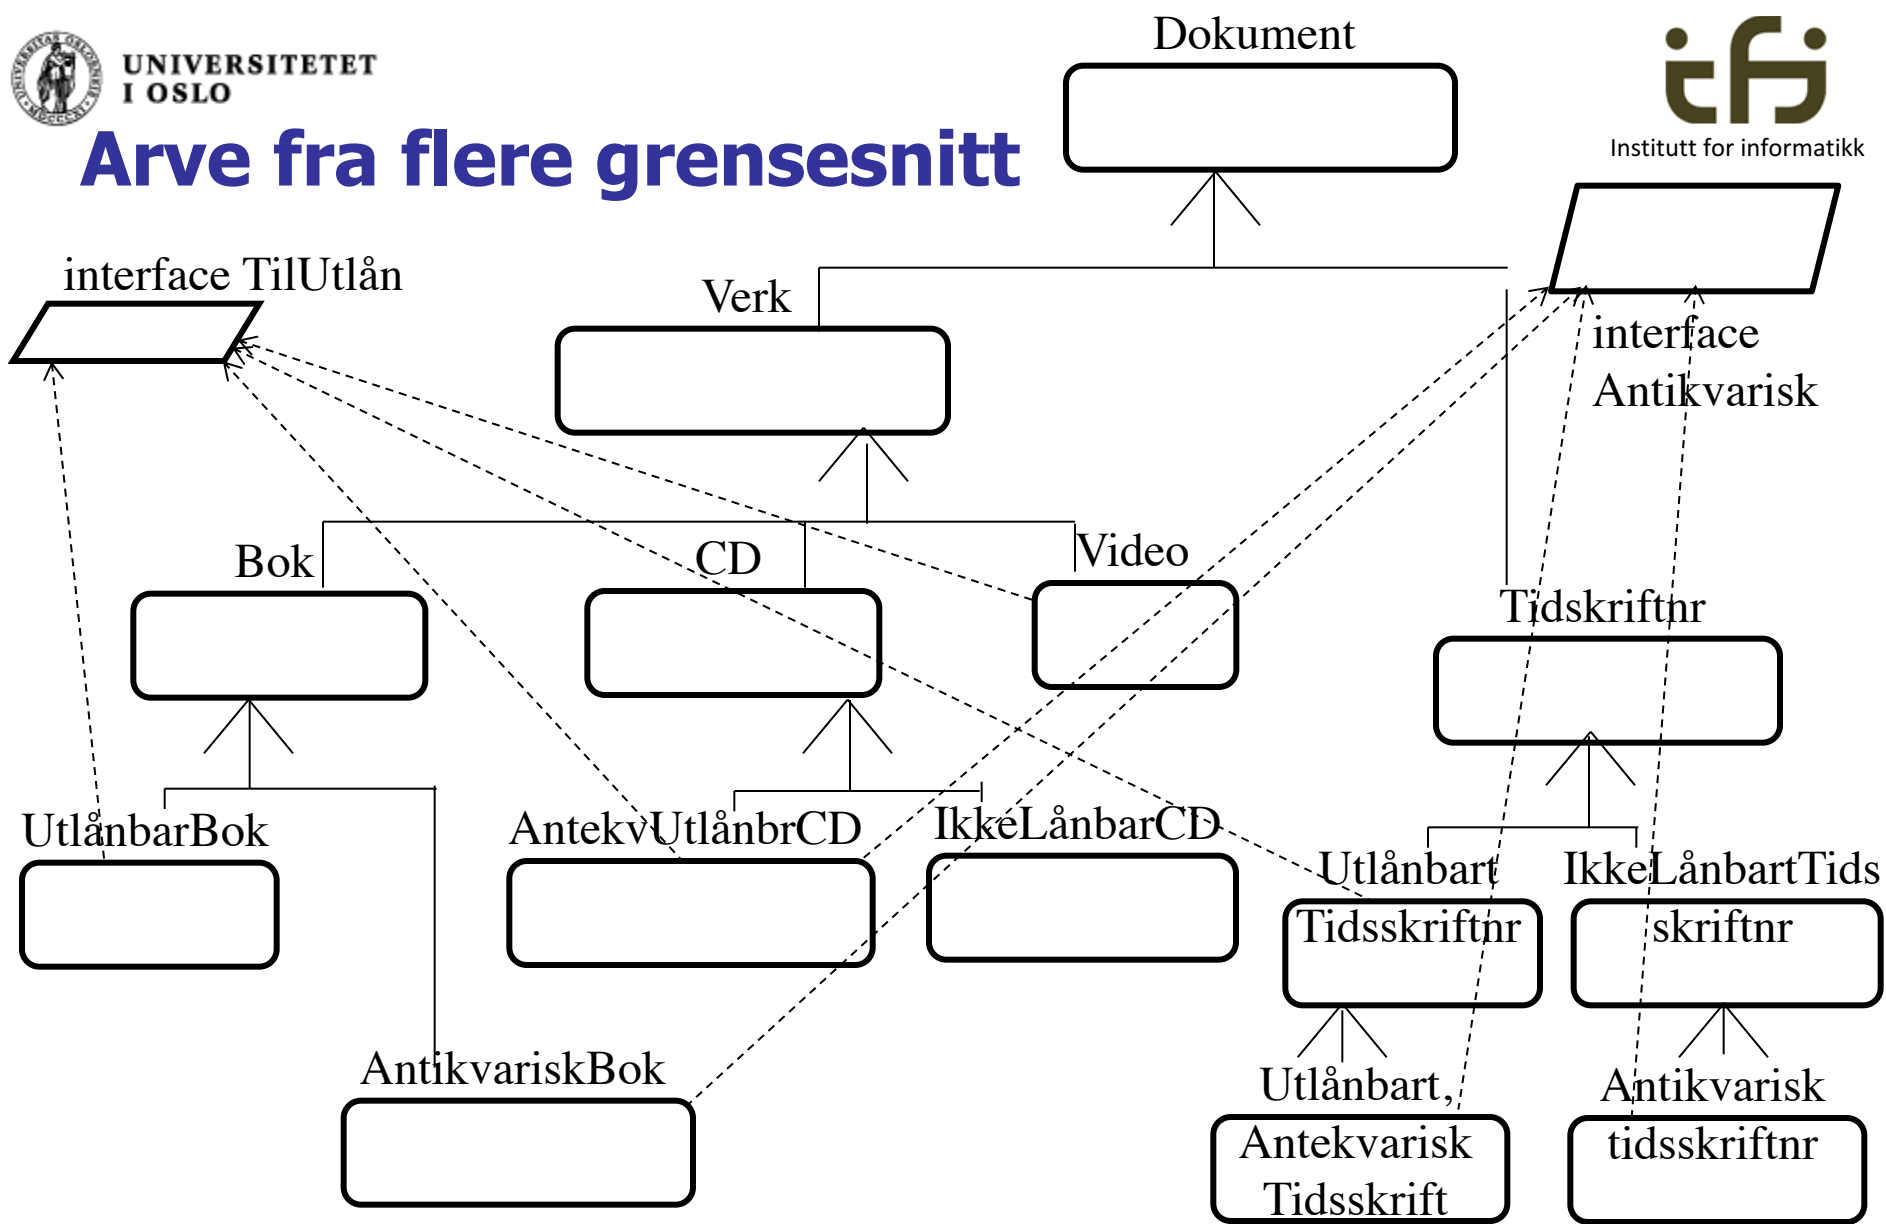 UNIVERSITETET
I OSLO
Arve fra flere grensesnitt
Dokument
Institutt for informatikk
interface TilUtlån
Verk
interface
Antikvarisk
Bok
CD
Video
Tidskriftnr
UtlånbarBok
AntekvUtlånbrCD
IkkeLånbarCD
Utlånbart
Tidsskriftnr
IkkeLånbartTids
skriftnr
AntikvariskBok
Utlånbart,
Antekvarisk
Tidsskrift
Antikvarisk
tidsskriftnr